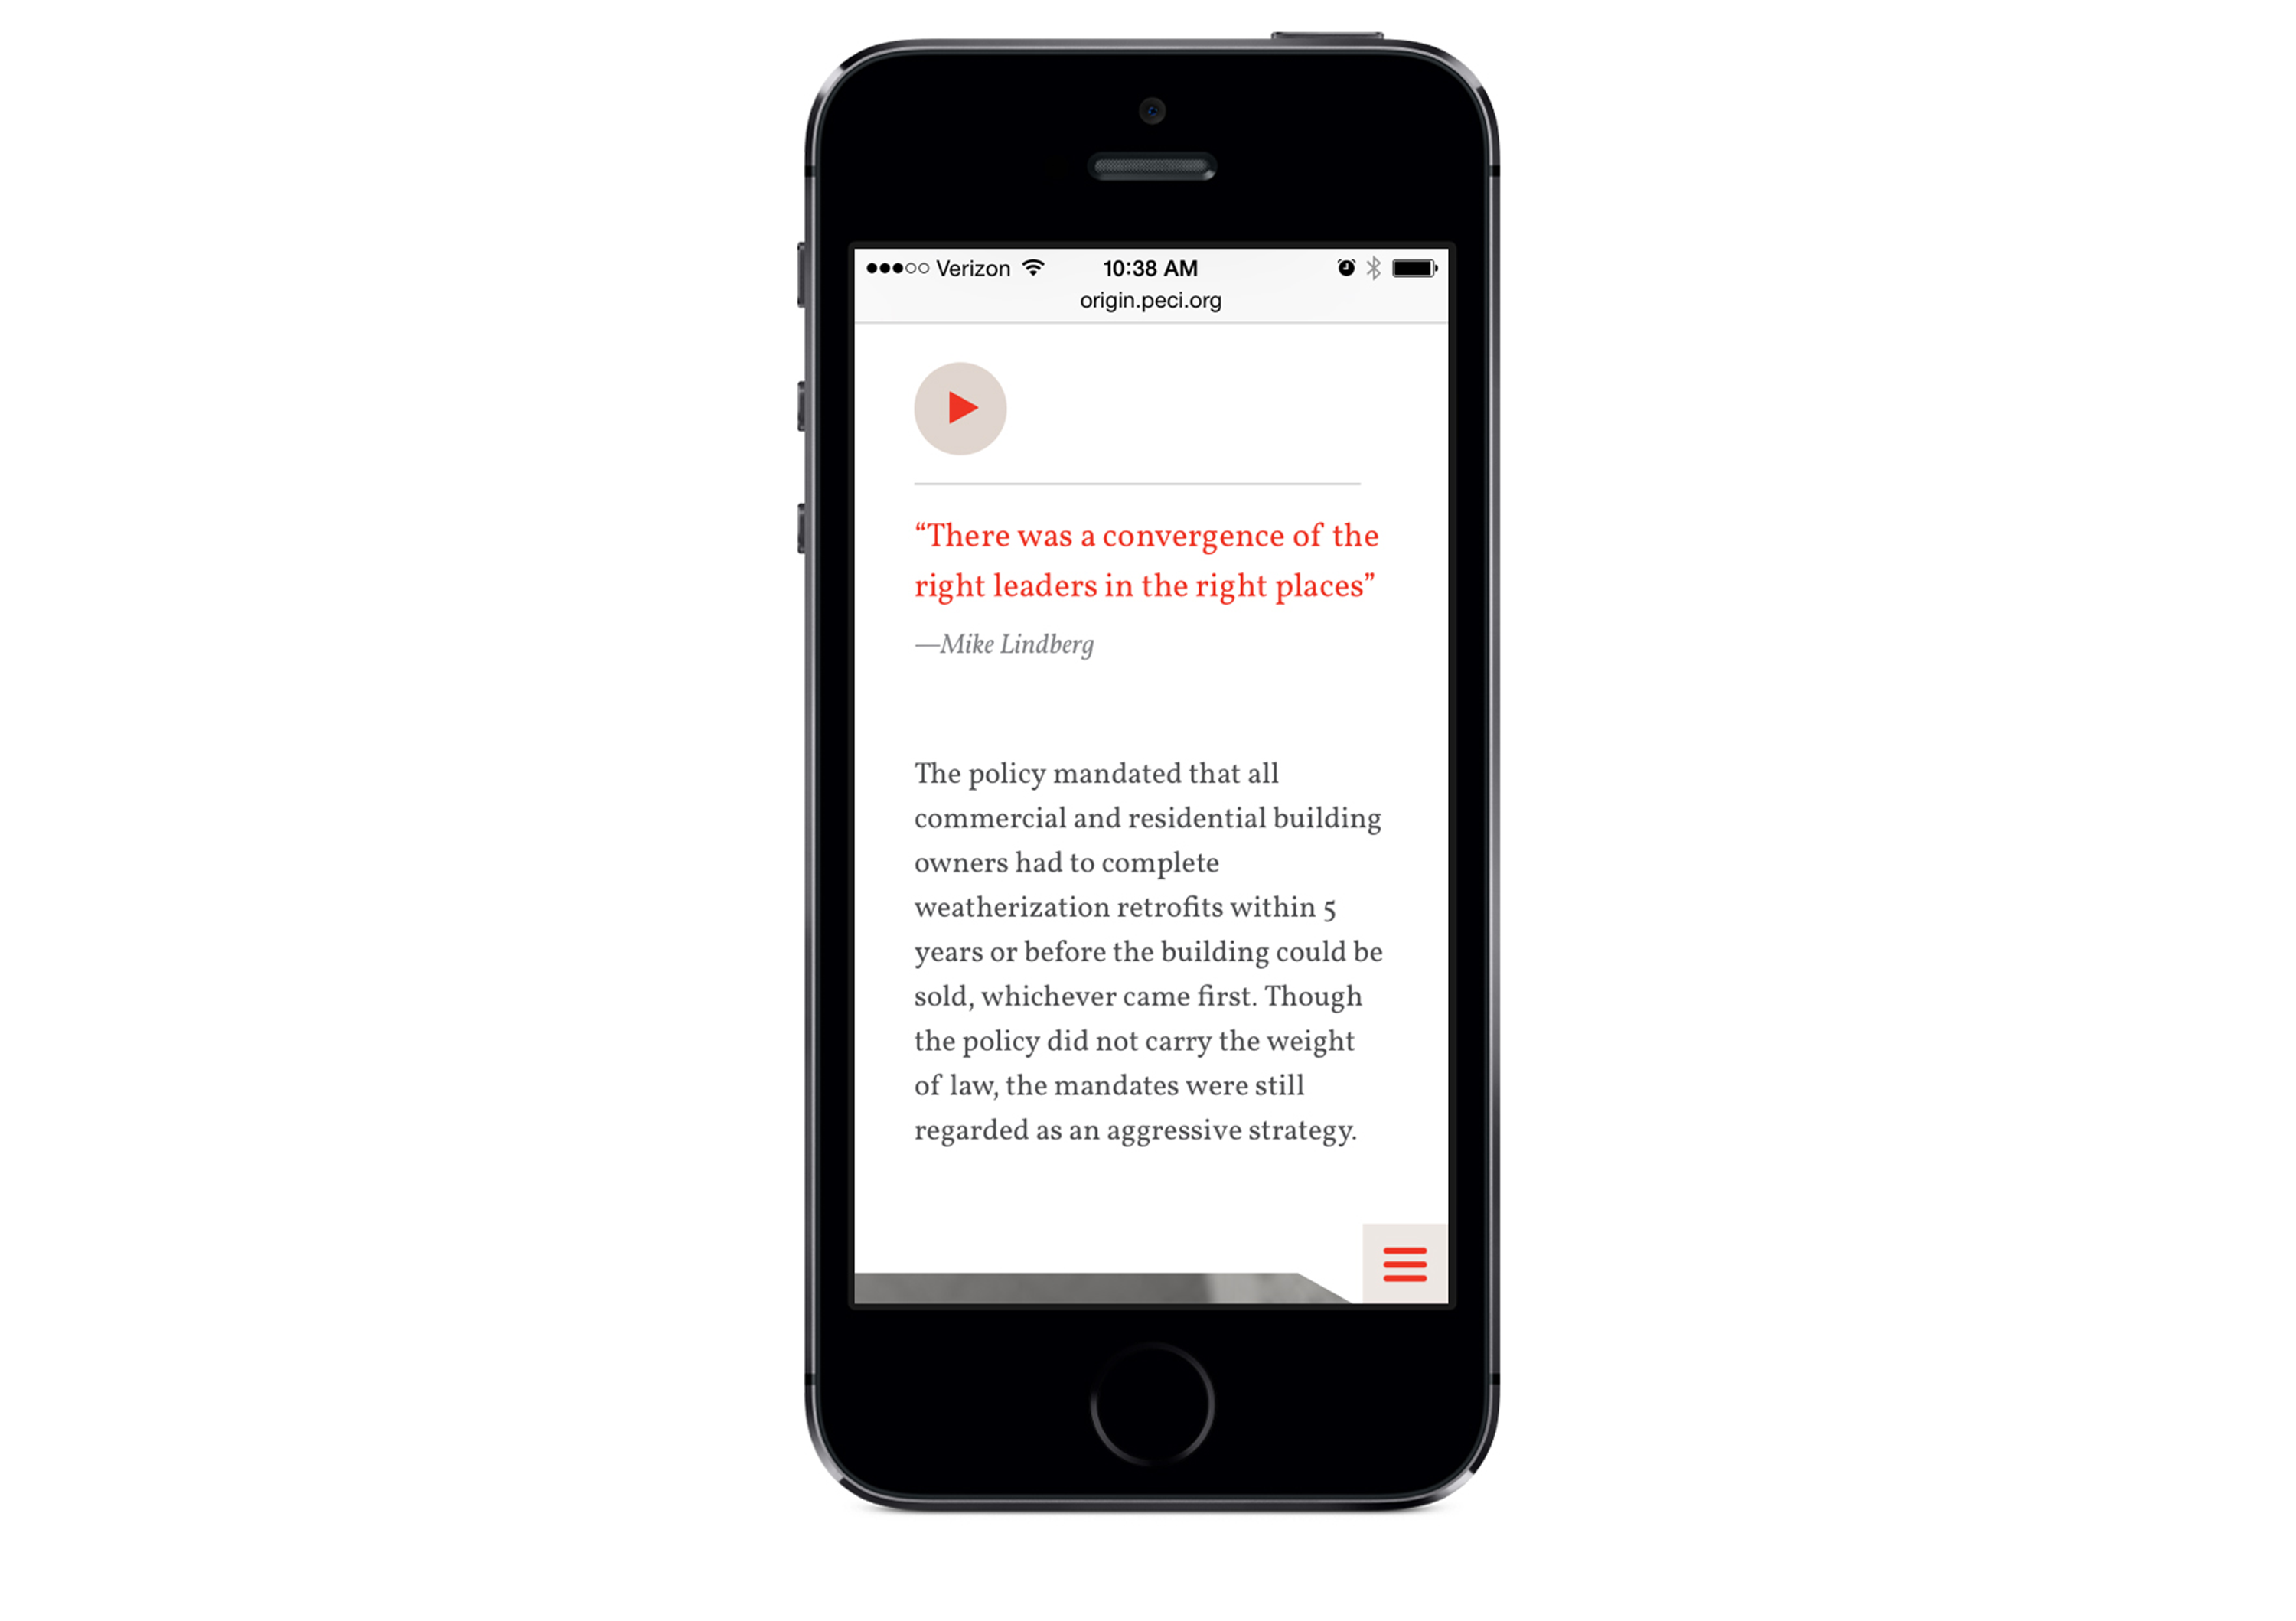 Verizon 10:38 AM
origin.peci.org
“There was a convergence of the
right leaders in the right places”
—Mike Lindberg
The policy mandated that all
commercial and residential building
owners had to complete
weatherization retrofits within 5
years or before the building could be
sold, whichever came first. Though
the policy did not carry the weight
of law, the mandates were still
regarded as an aggressive strategy.